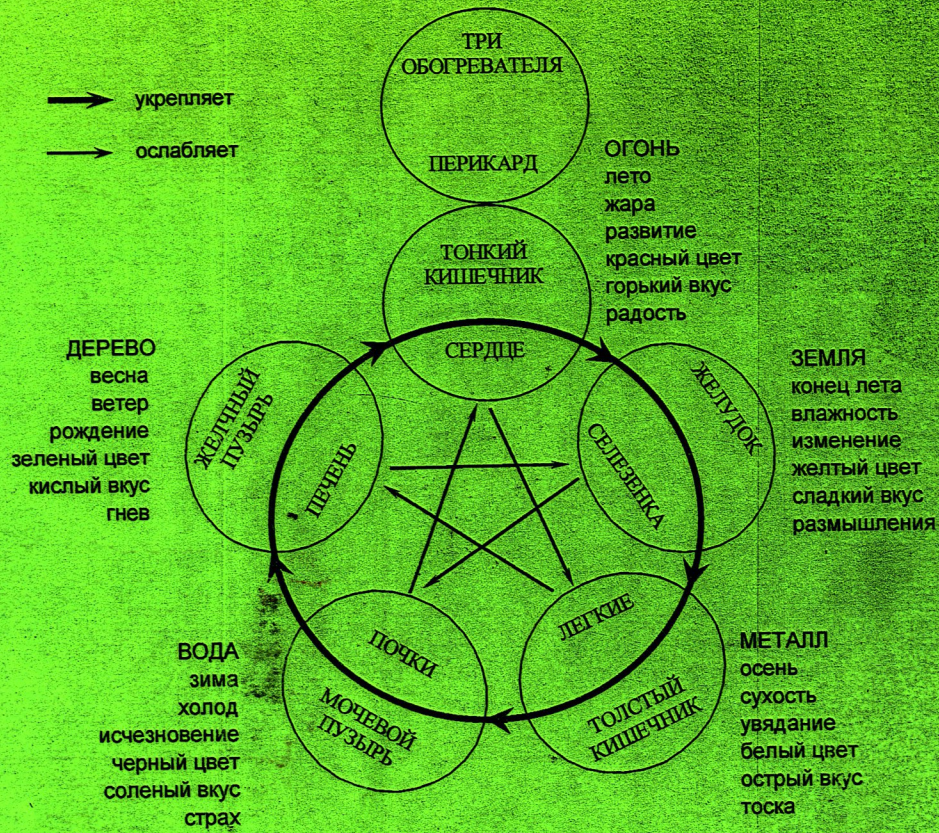 укрепляет
ослабляет
ТРИ
ОБОГРЕВАТЕЛЯ
ПЕРИКАРД
ТОНКИЙ
КИШЕЧНИК
СЕРДЦЕ
ОГОНЬ
лето
жара
развитие
красный цвет
горький вкус
радость
ДЕРЕВО
весна
ветер
рождение
зеленый цвет
кислый вкус
гнев
ЖЕЛЧНЫЙ
ПУЗЫРЬ
ПЕЧЕНЬ
ЖЕЛУДОК
СЕЛЕЗЕНКА
ЗЕМЛЯ
конец лета
влажность
изменение
желтый цвет
сладкий вкус
размышления
ВОДА
зима
холод
исчезновение
черный цвет
соленый вкус
страх
ПОЧКИ
МОЧЕВОЙ
ПУЗЫРЬ
ЛЕГКИЕ
ТОЛСТЫЙ
КИШЕЧНИК
МЕТАЛЛ
осень
сухость
увядание
белый цвет
острый вкус
тоска